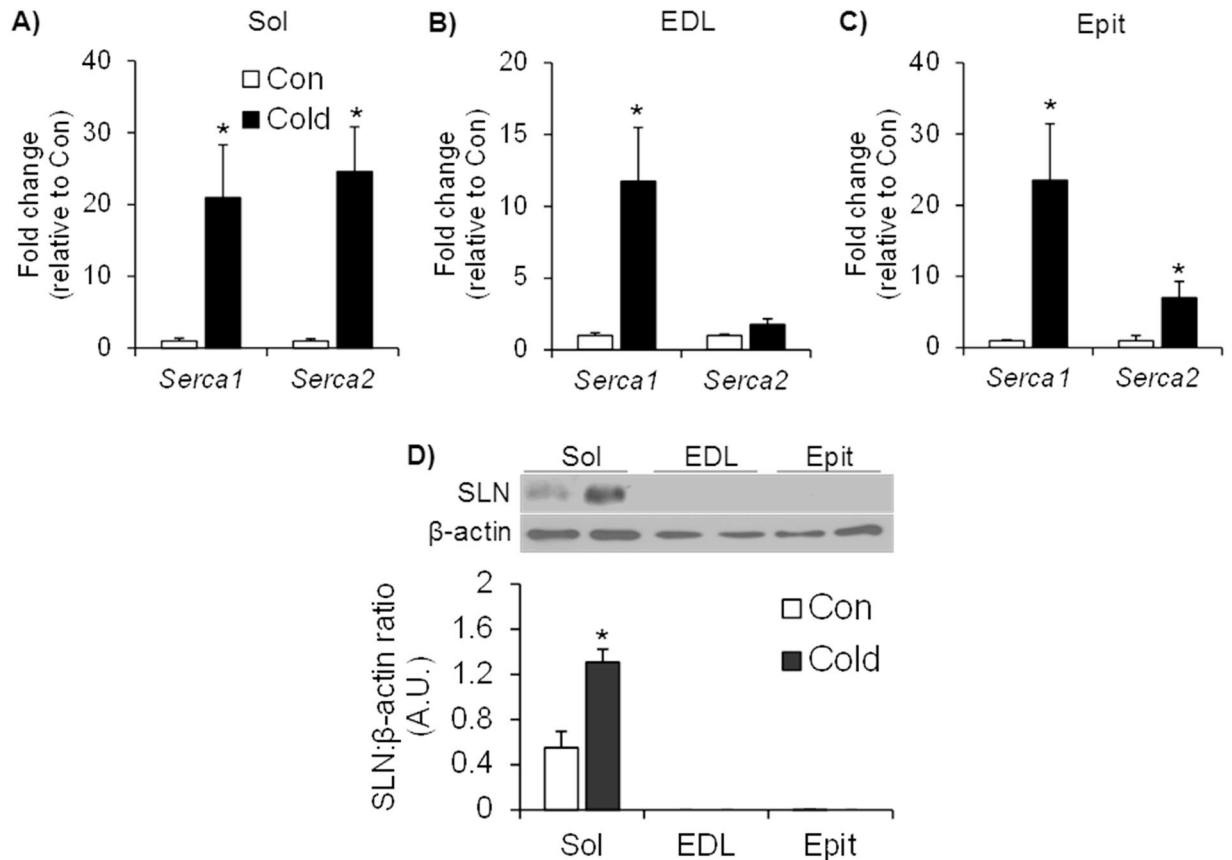 A)
Sol
Fold change
(relative to Con)
40
30
20
10
0
Con
Cold
*
*
Serca1
Serca2
B)
EDL
Fold change
(relative to Con)
20
15
10
5
0
*
Serca1
Serca2
C)
Epit
Fold change
(relative to Con)
40
30
20
10
0
*
*
Serca1
Serca2
D)
Sol
EDL
Epit
SLN
β-actin
SLN:β-actin ratio
(A.U.)
2
1.6
1.2
0.8
0.4
0
*
Con
Cold
Sol
EDL
Epit